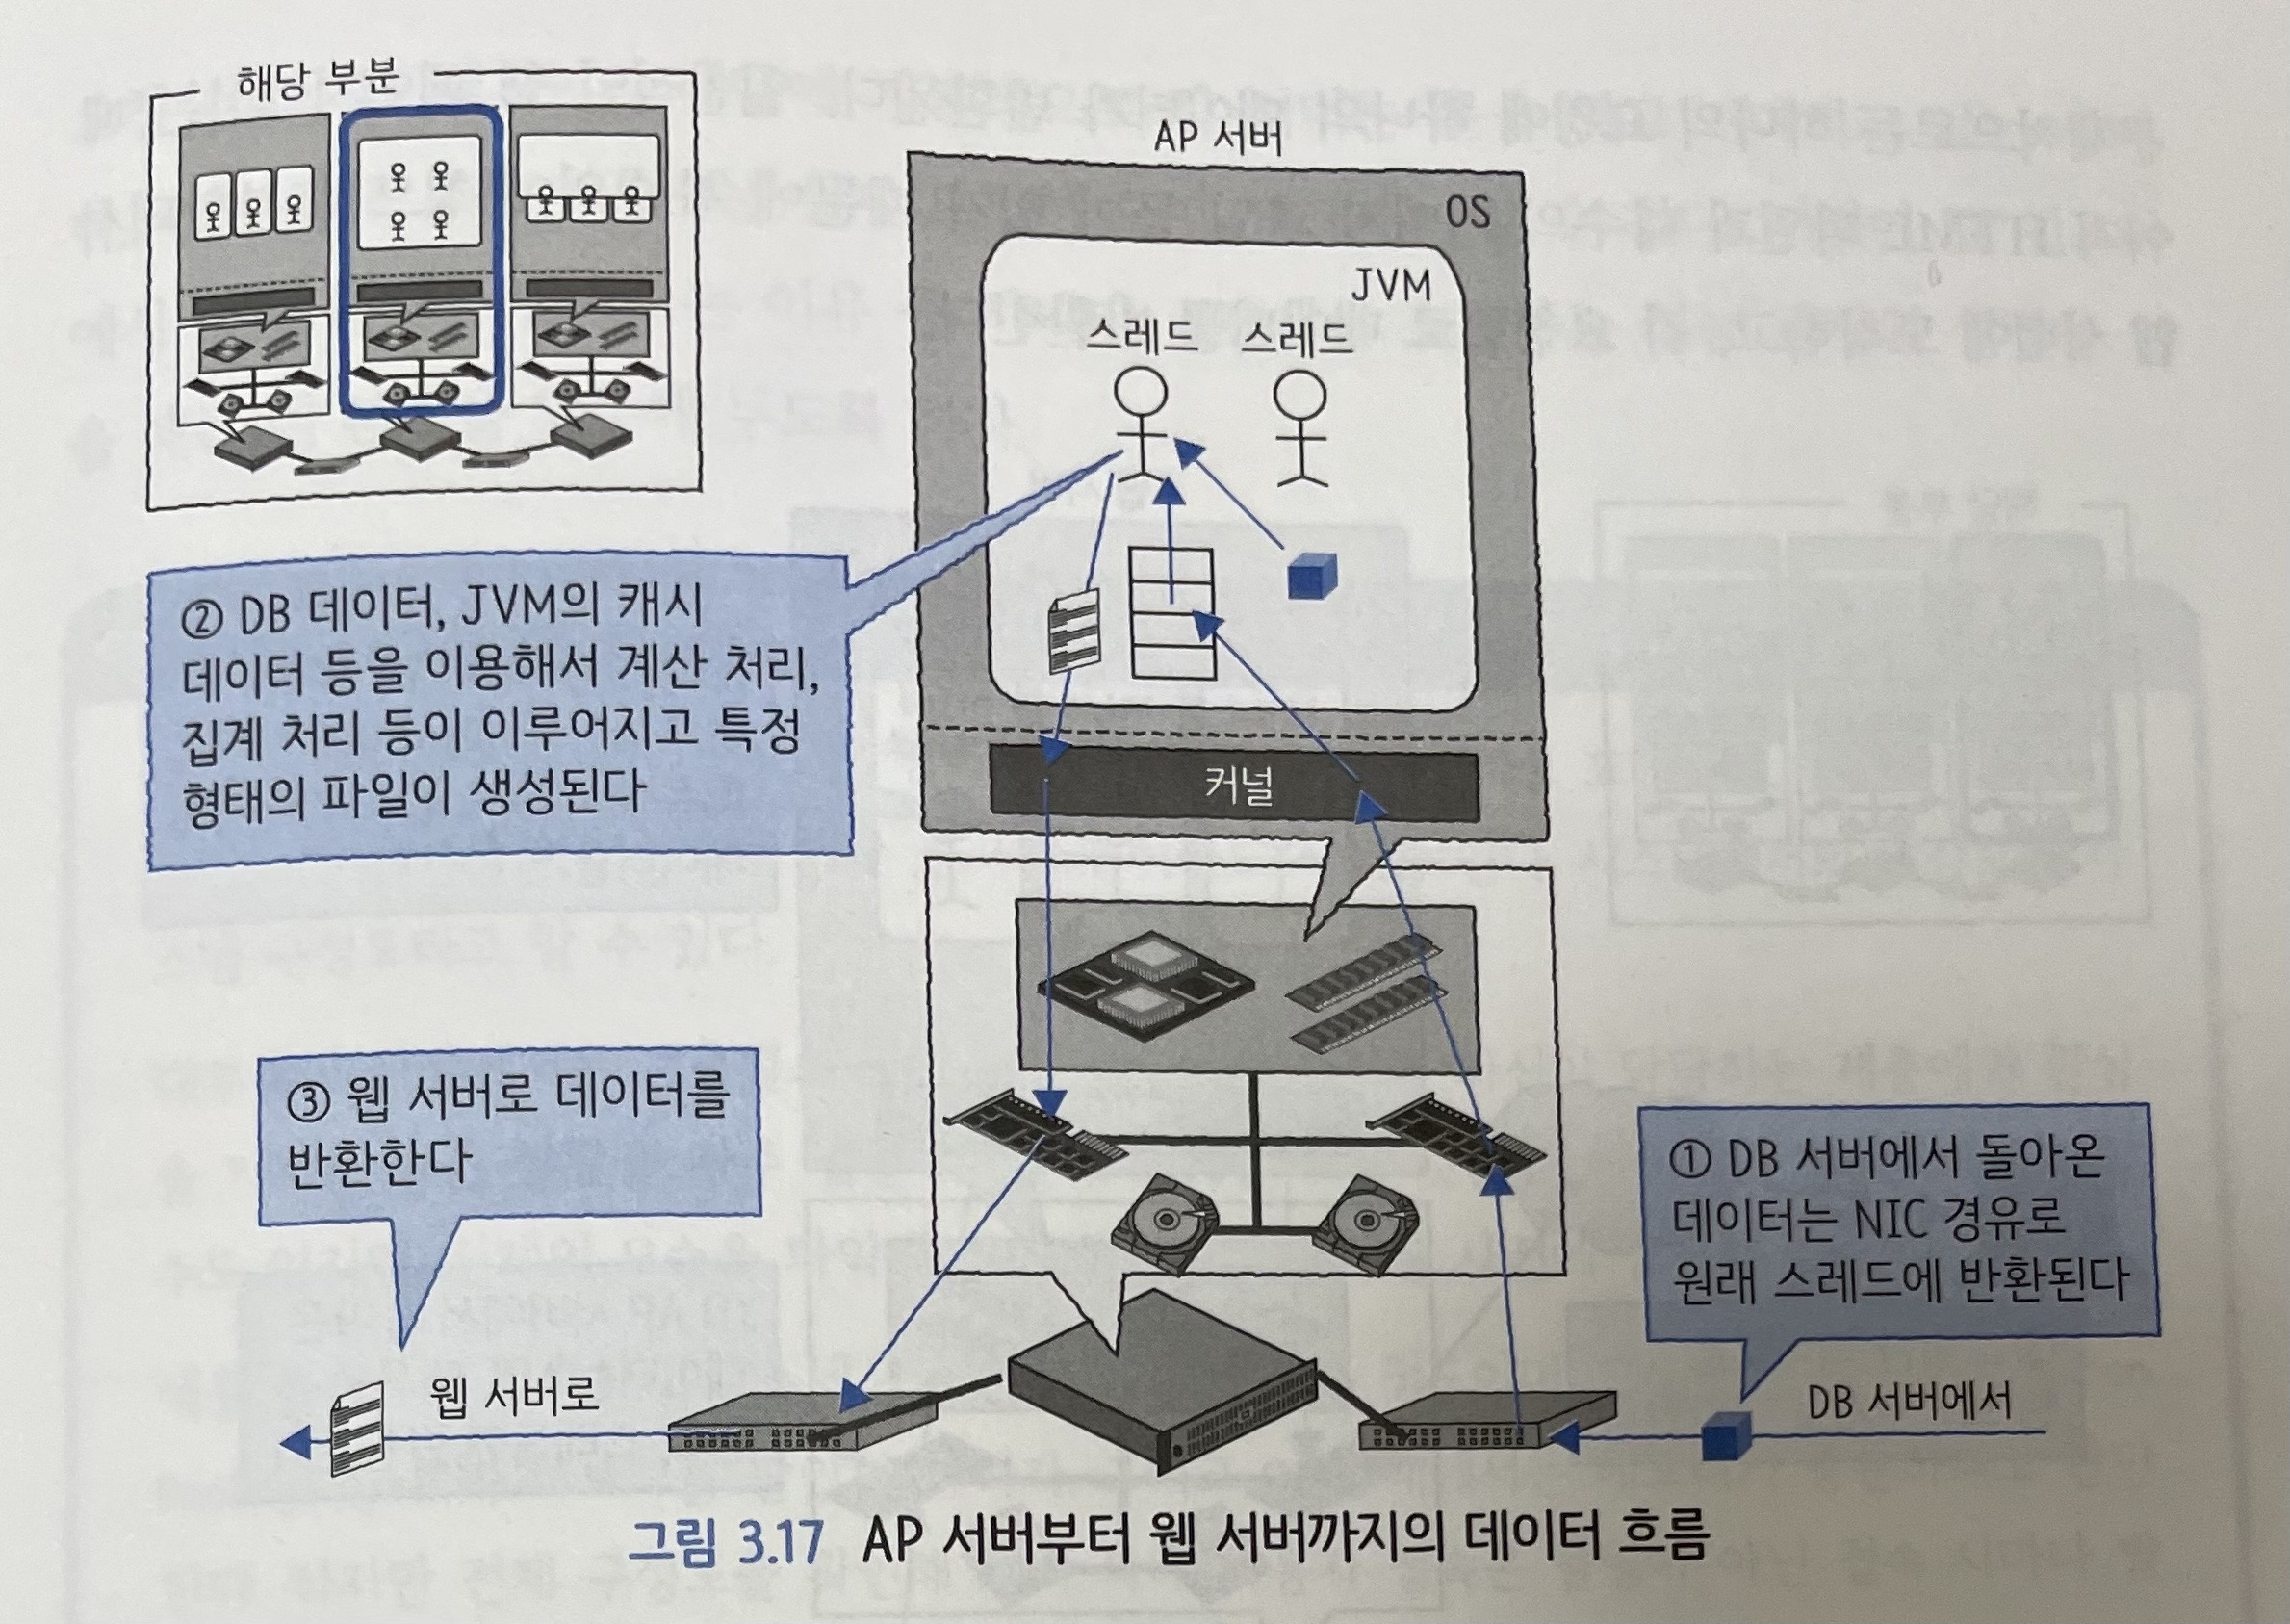 해당 부분
AP 서버
OS
JVM
스레드 스레드
② DB 데이터, JVM의 캐시
데이터 등을 이용해서 계산 처리,
집계 처리 등이 이루어지고 특정
형태의 파일이 생성된다
커널
③ 웹 서버로 데이터를
반환한다
① DB 서버에서 돌아온
데이터는 NIC 경유로
원래 스레드에 반환된다
웹 서버로
DB 서버에서
그림 3.17 AP 서버부터 웹 서버까지의 데이터 흐름